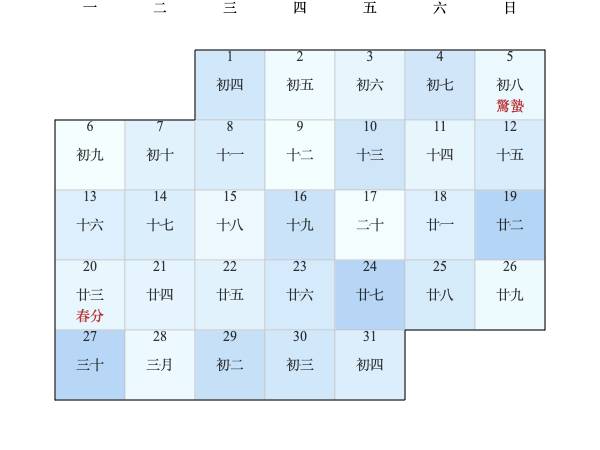 一 二 三 四 五 六 日
1 2 3 4 5
初四 初五 初六 初七 初八
驚蟄
6 7 8 9 10 11 12
初九 初十 十一 十二 十三 十四 十五
13 14 15 16 17 18 19
十六 十七 十八 十九 二十 廿一 廿二
20 21 22 23 24 25 26
廿三 廿四 廿五 廿六 廿七 廿八 廿九
春分
27 28 29 30 31
三十 三月 初二 初三 初四